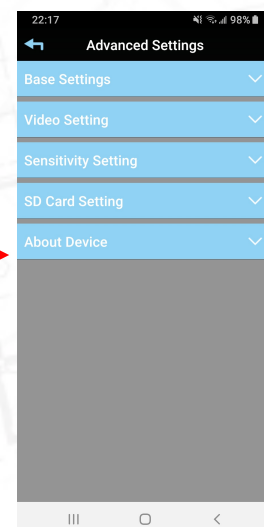 22:17 98%
Advanced Settings
Base Settings
Video Setting
Sensitivity Setting
SD Card Setting
About Device